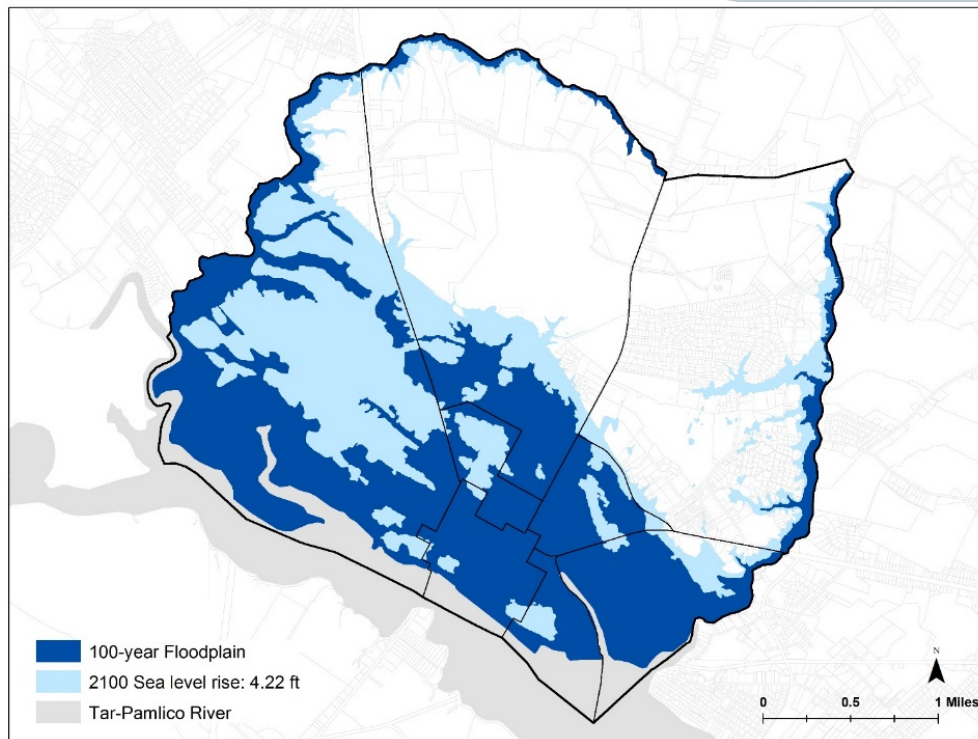 100-year Floodplain
2100 Sea level rise: 4.22 ft
Tar-Pamlico River
N
0 0.5 1 Miles